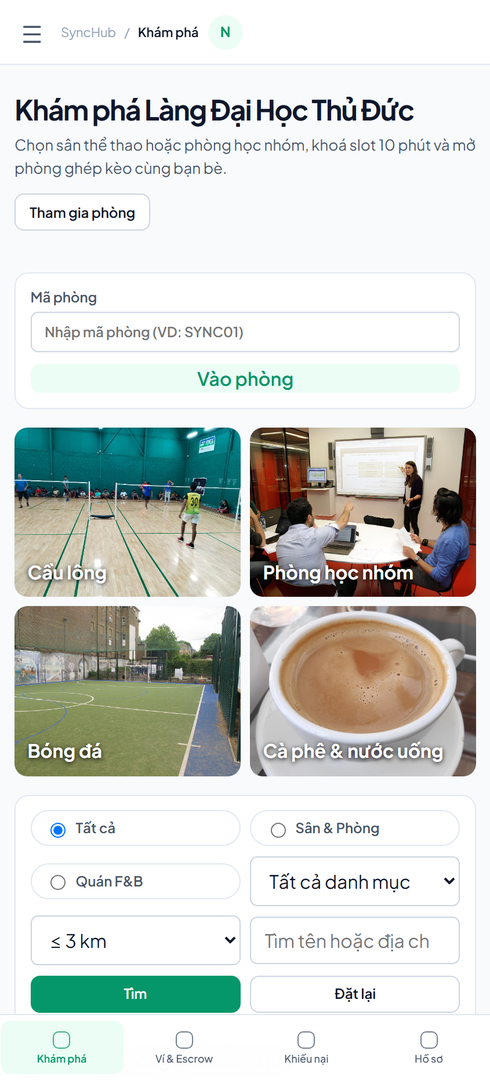 SyncHub / Khám phá N
Khám phá Làng Đại Học Thủ Đức
Chọn sân thể thao hoặc phòng học nhóm, khoá slot 10 phút và mở
phòng ghép kèo cùng bạn bè.
Tham gia phòng
Mã phòng
Nhập mã phòng (VD: SYNC01)
Vào phòng
Cầu lông
Phòng học nhóm
Bóng đá
Cà phê & nước uống
Tất cả
Sân & Phòng
Quán F&B
Tất cả danh mục
≤ 3 km
Tìm tên hoặc địa ch
Tìm
Đặt lại
Khám phá
Ví & Escrow
Khiếu nại
Hồ sơ